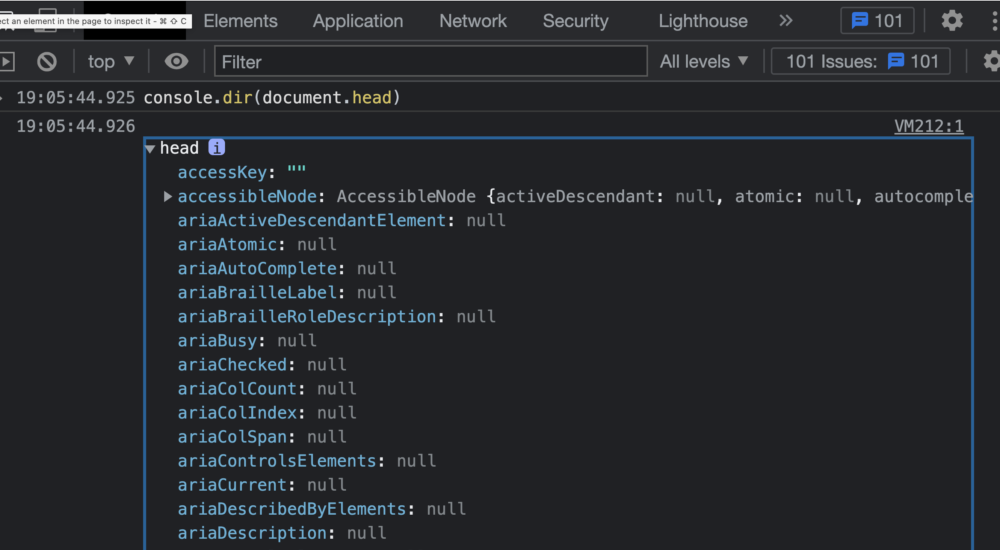 ct an element in the page to inspect it - ⌘ ⇧ C
Elements Application Network Security Lighthouse » 101
top ▼ Filter All levels ▼ 101 Issues: 101
19:05:44.925 console.dir(document.head)
19:05:44.926 VM212:1
▼ head i
accessKey: ""
▶ accessibleNode: AccessibleNode {activeDescendant: null, atomic: null, autocomple
ariaActiveDescendantElement: null
ariaAtomic: null
ariaAutoComplete: null
ariaBrailleLabel: null
ariaBrailleRoleDescription: null
ariaBusy: null
ariaChecked: null
ariaColCount: null
ariaColIndex: null
ariaColSpan: null
ariaControlsElements: null
ariaCurrent: null
ariaDescribedByElements: null
ariaDescription: null